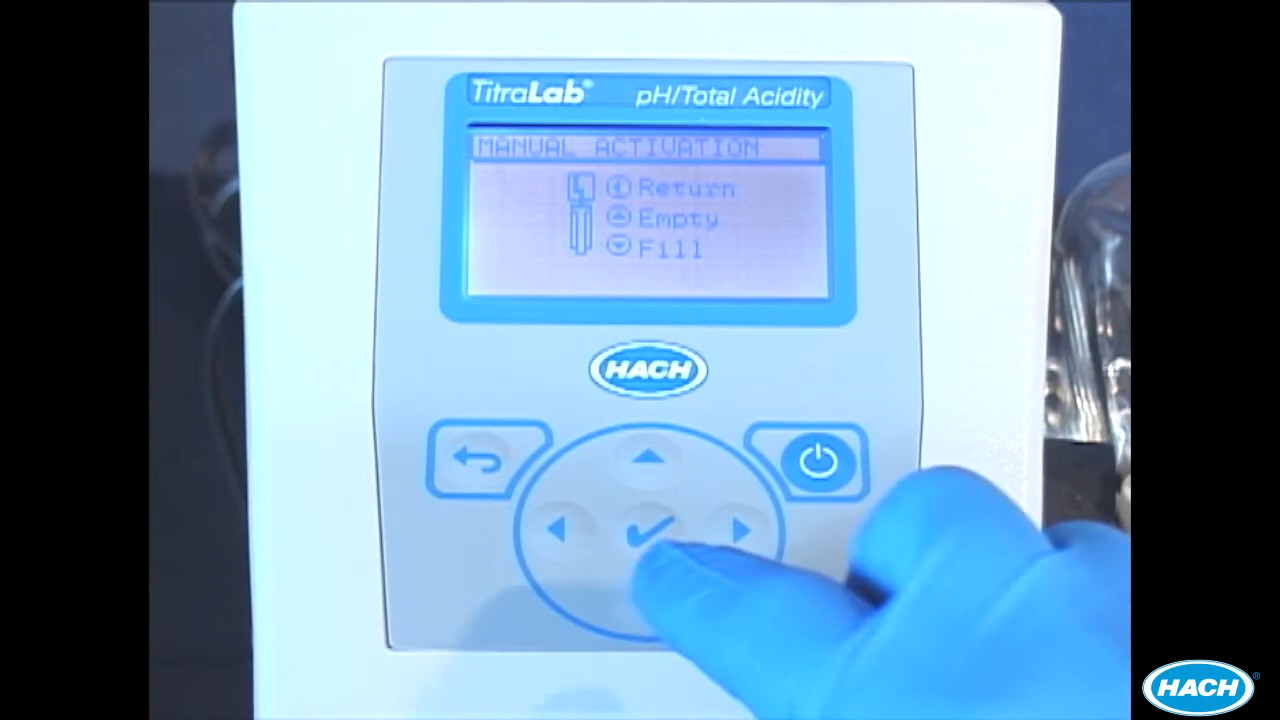 TitraLab® pH/Total Acidity
MANUAL ACTIVATION
Return
Empty
Fill
HACH
HACH®